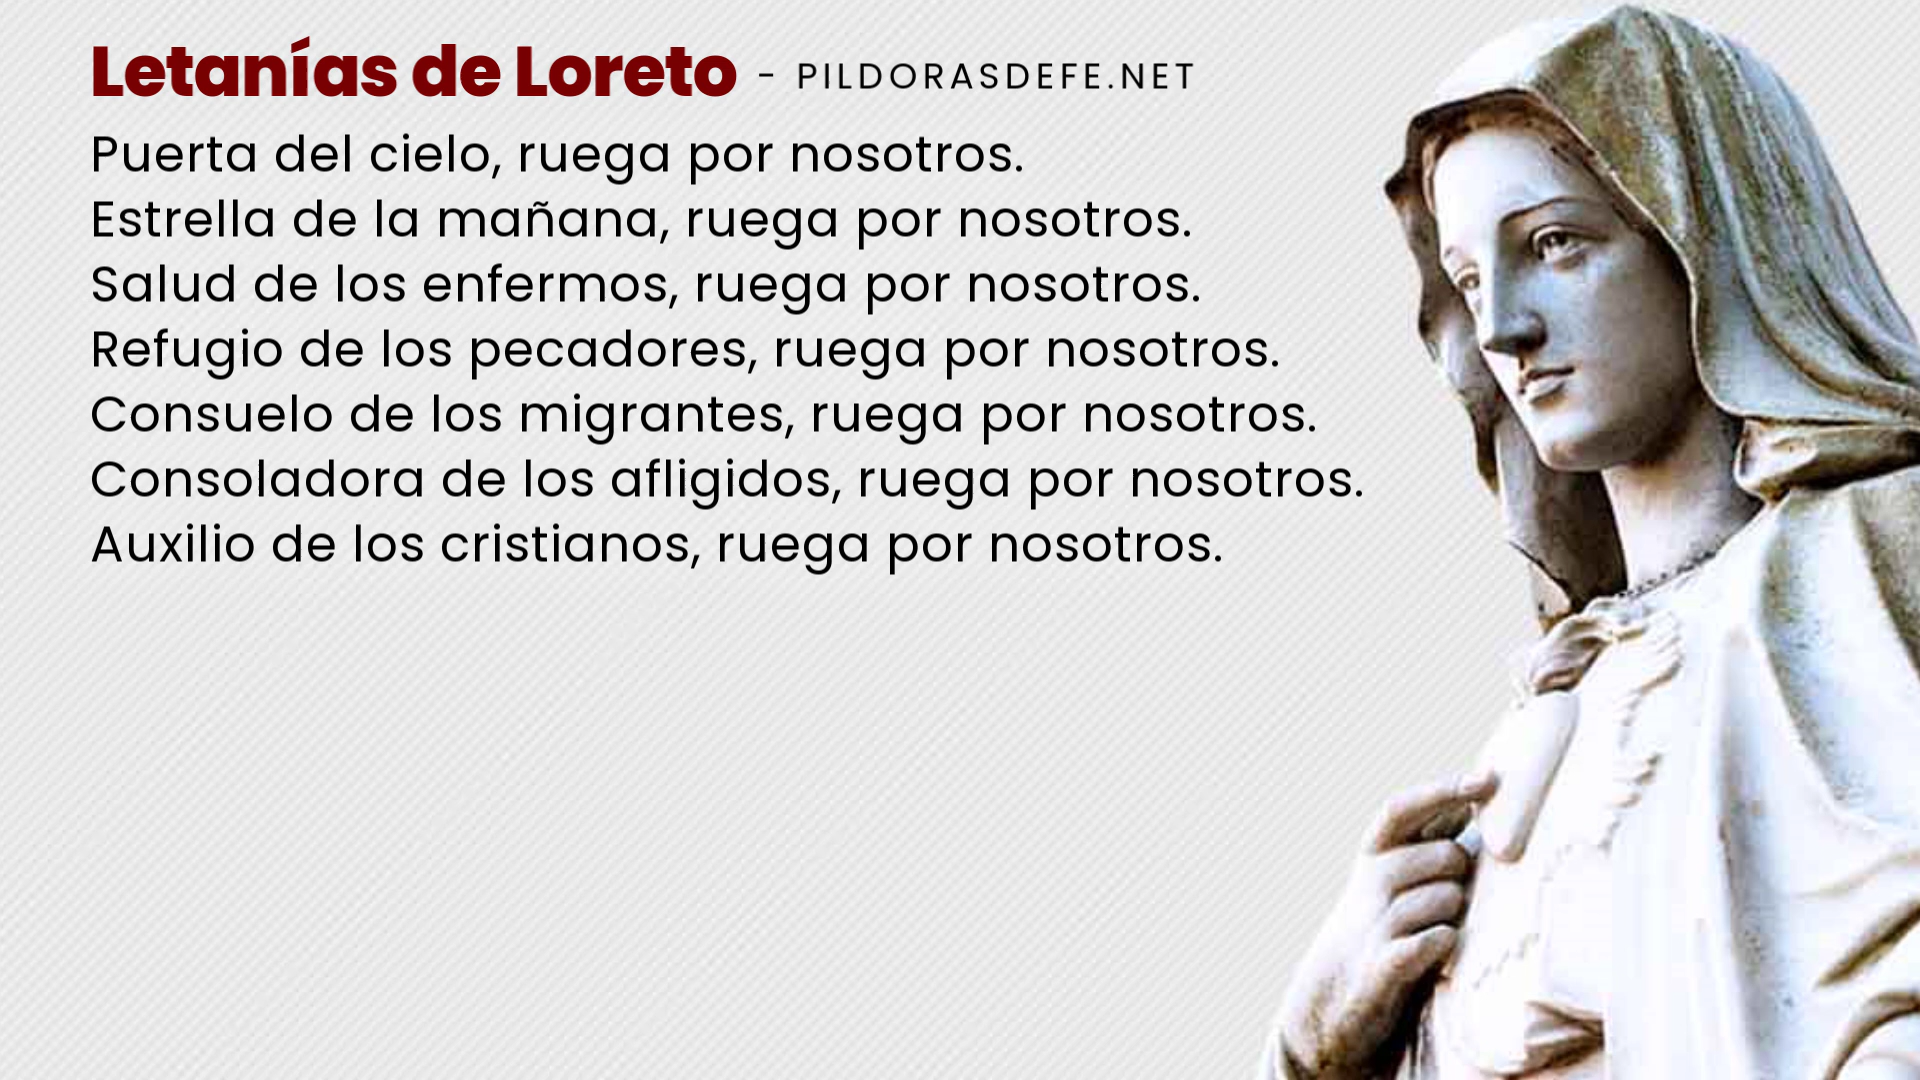 Letanías de Loreto - PILDORASDEFE.NET
Puerta del cielo, ruega por nosotros.
Estrella de la mañana, ruega por nosotros.
Salud de los enfermos, ruega por nosotros.
Refugio de los pecadores, ruega por nosotros.
Consuelo de los migrantes, ruega por nosotros.
Consoladora de los afligidos, ruega por nosotros.
Auxilio de los cristianos, ruega por nosotros.